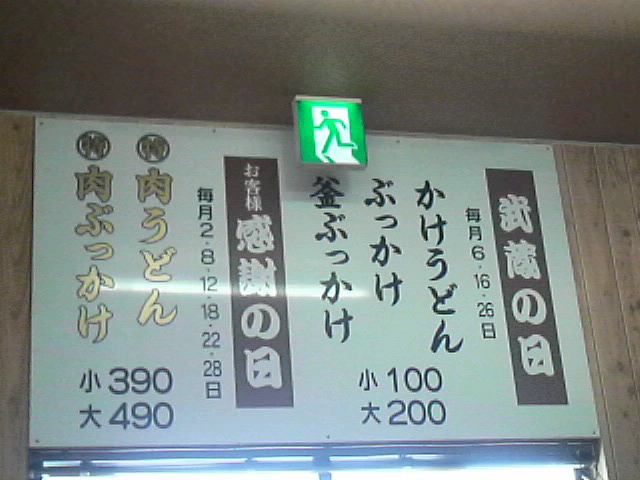 武蔵の日
毎月6・16・26日
かけうどん
ぶっかけ
釜ぶっかけ
小100
大200
お客様
感謝の日
毎月2・8・12・18・22・28日
特肉うどん
特肉ぶっかけ
小390
大490